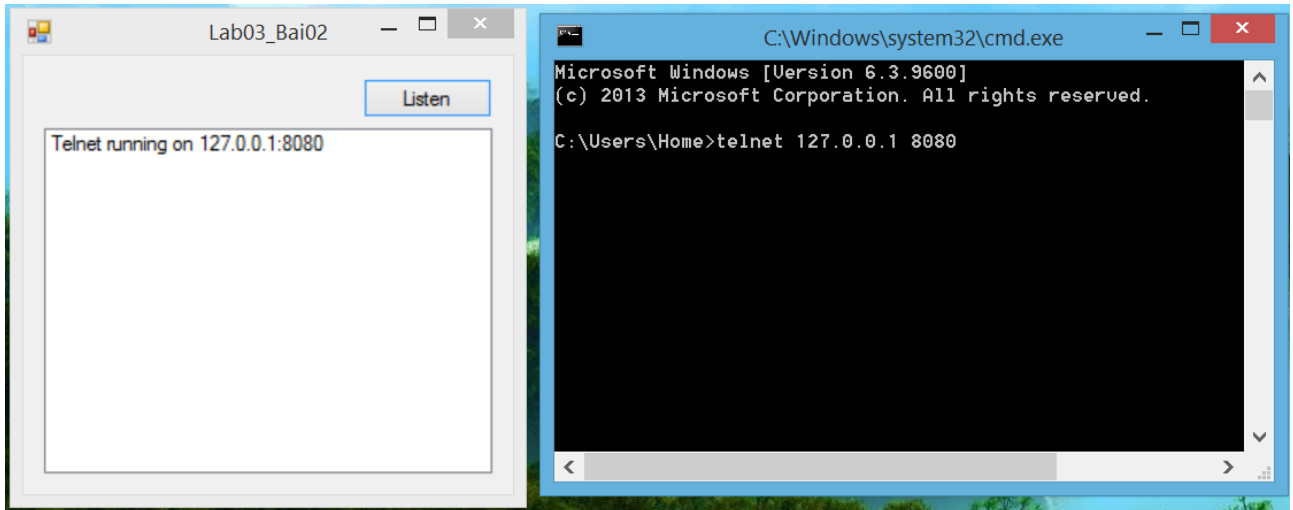 Lab03_Bai02
Listen
Telnet running on 127.0.0.1:8080
C:\Windows\system32\cmd.exe
Microsoft Windows [Version 6.3.9600]
(c) 2013 Microsoft Corporation. All rights reserved.
C:\Users\Home>telnet 127.0.0.1 8080